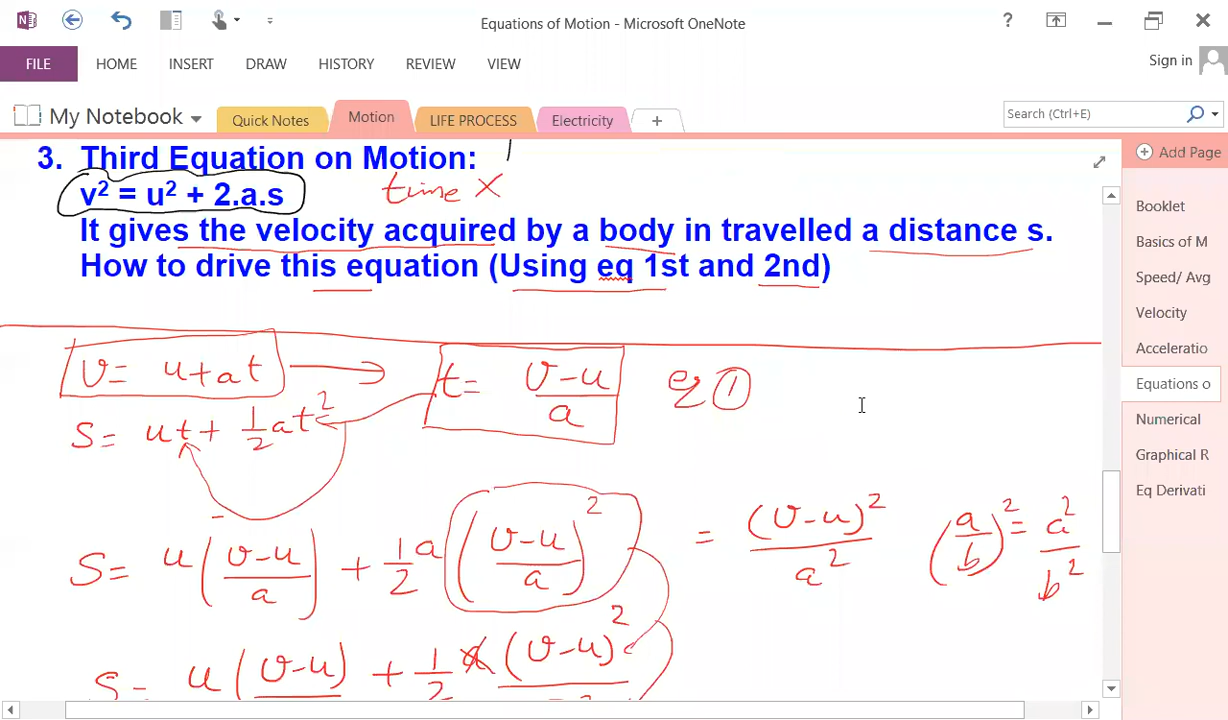 Equations of Motion - Microsoft OneNote
FILE HOME INSERT DRAW HISTORY REVIEW VIEW Sign in
My Notebook Quick Notes Motion LIFE PROCESS Electricity + Search (Ctrl+E)
Add Page
Booklet
Basics of M
Speed/ Avg
Velocity
Acceleratio
Equations o
Numerical
Graphical R
Eq Derivati
3. Third Equation on Motion:
v² = u² + 2.a.s time X
It gives the velocity acquired by a body in travelled a distance s.
How to drive this equation (Using eq 1st and 2nd)
v = u+at → t = (v-u)/a eq ①
S = ut + ½at²
S = u((v-u)/a) + ½a((v-u)/a)² = (v-u)²/a² (a/b)² = a²/b²
S = u(v-u) + ½ a (v-u)²